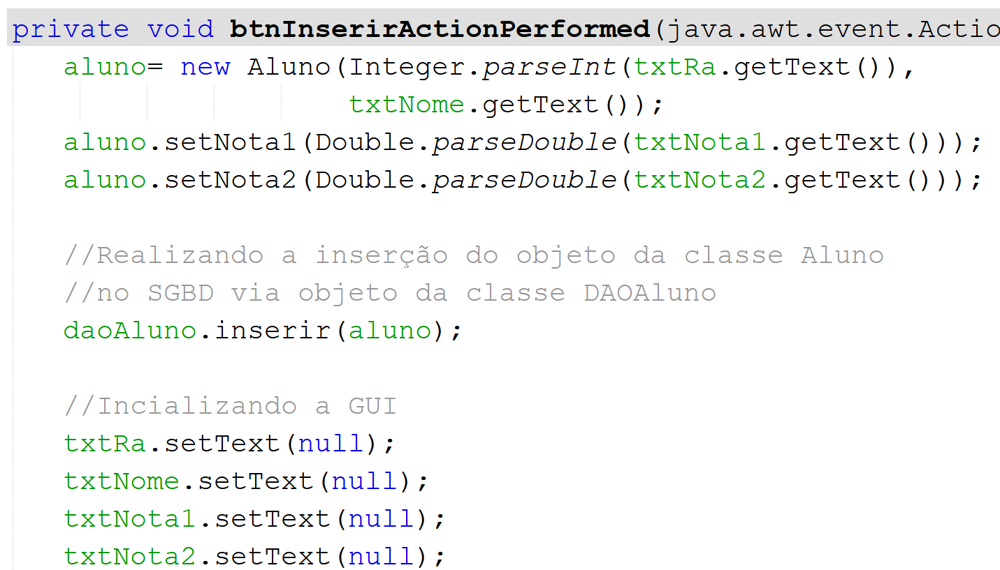 private void btnInserirActionPerformed(java.awt.event.Actio
aluno= new Aluno(Integer.parseInt(txtRa.getText()),
txtNome.getText());
aluno.setNota1(Double.parseDouble(txtNota1.getText()));
aluno.setNota2(Double.parseDouble(txtNota2.getText()));
//Realizando a inserção do objeto da classe Aluno
//no SGBD via objeto da classe DAOAluno
daoAluno.inserir(aluno);
//Incializando a GUI
txtRa.setText(null);
txtNome.setText(null);
txtNota1.setText(null);
txtNota2.setText(null);